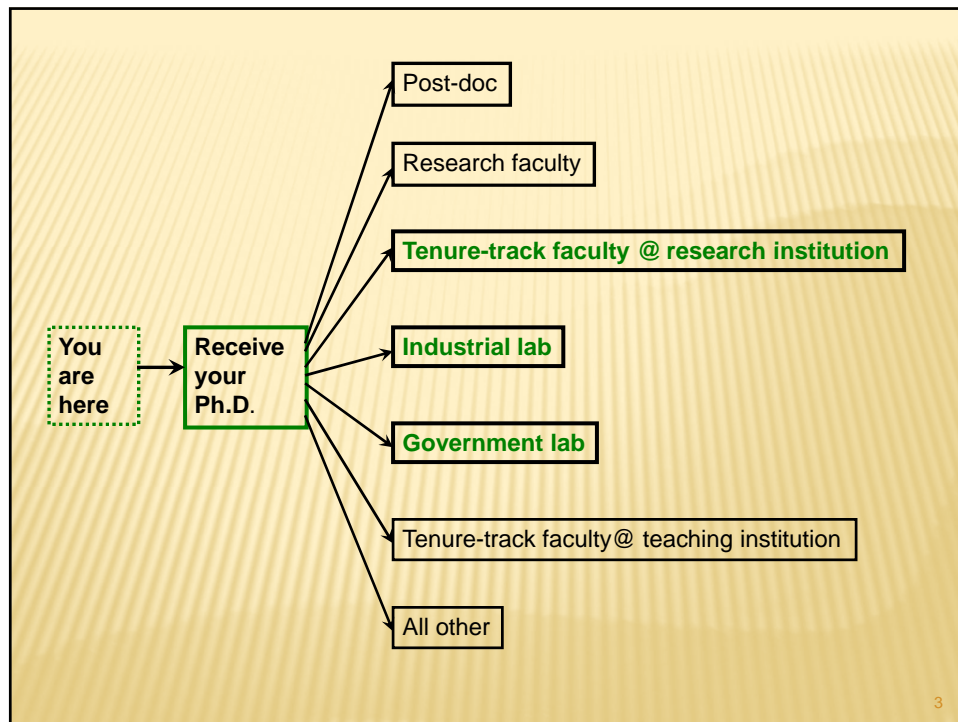 Post-doc
Research faculty
Tenure-track faculty @ research institution
You
are
here
Receive
your
Ph.D.
Industrial lab
Government lab
Tenure-track faculty@ teaching institution
All other
3